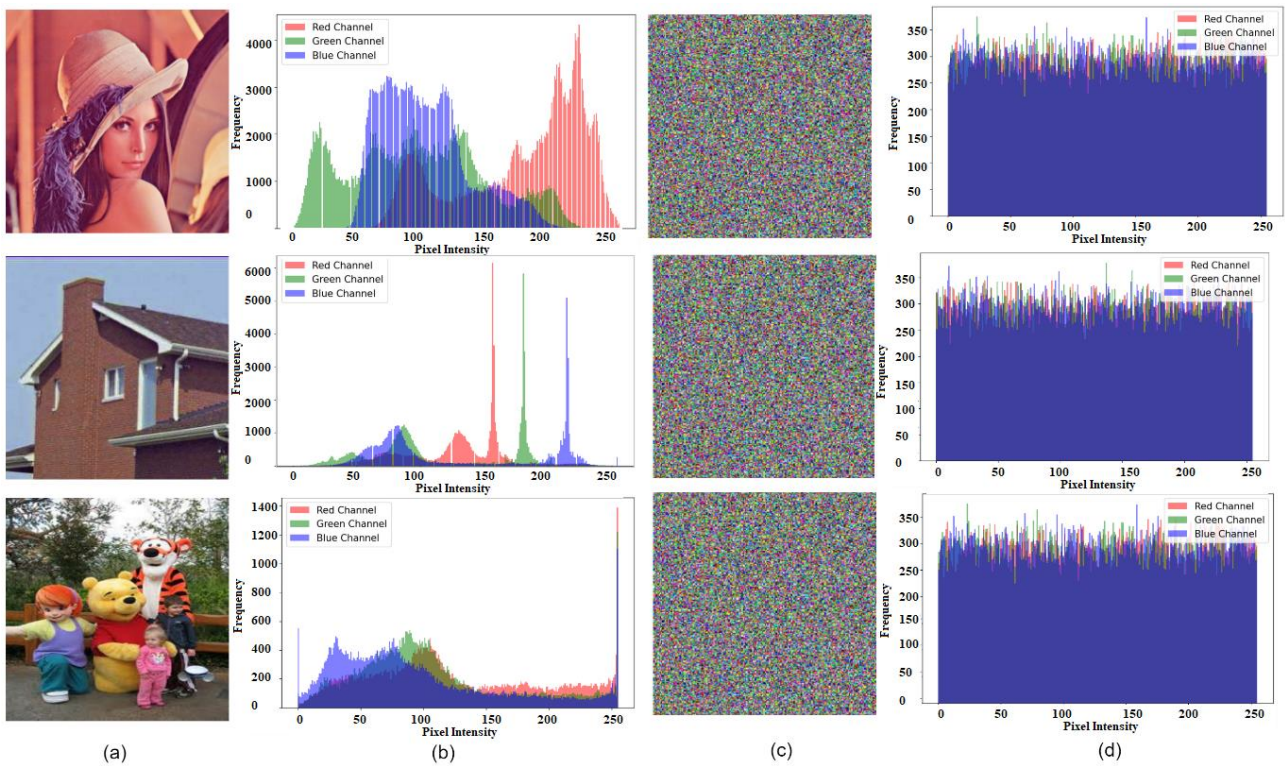 Red Channel
Green Channel
Blue Channel
4000
3000
2000
1000
0
Frequency
0 50 100 150 200 250
Pixel Intensity
Red Channel
Green Channel
Blue Channel
350
300
250
200
150
100
50
0
Frequency
0 50 100 150 200 250
Pixel Intensity
Red Channel
Green Channel
Blue Channel
6000
5000
4000
3000
2000
1000
0
Frequency
0 50 100 150 200 250
Pixel Intensity
Red Channel
Green Channel
Blue Channel
350
300
250
200
150
100
50
0
Frequency
0 50 100 150 200 250
Pixel Intensity
Red Channel
Green Channel
Blue Channel
1400
1200
1000
800
600
400
200
0
Frequency
0 50 100 150 200 250
Pixel Intensity
Red Channel
Green Channel
Blue Channel
350
300
250
200
150
100
50
0
Frequency
0 50 100 150 200 250
Pixel Intensity
(a) (b) (c) (d)